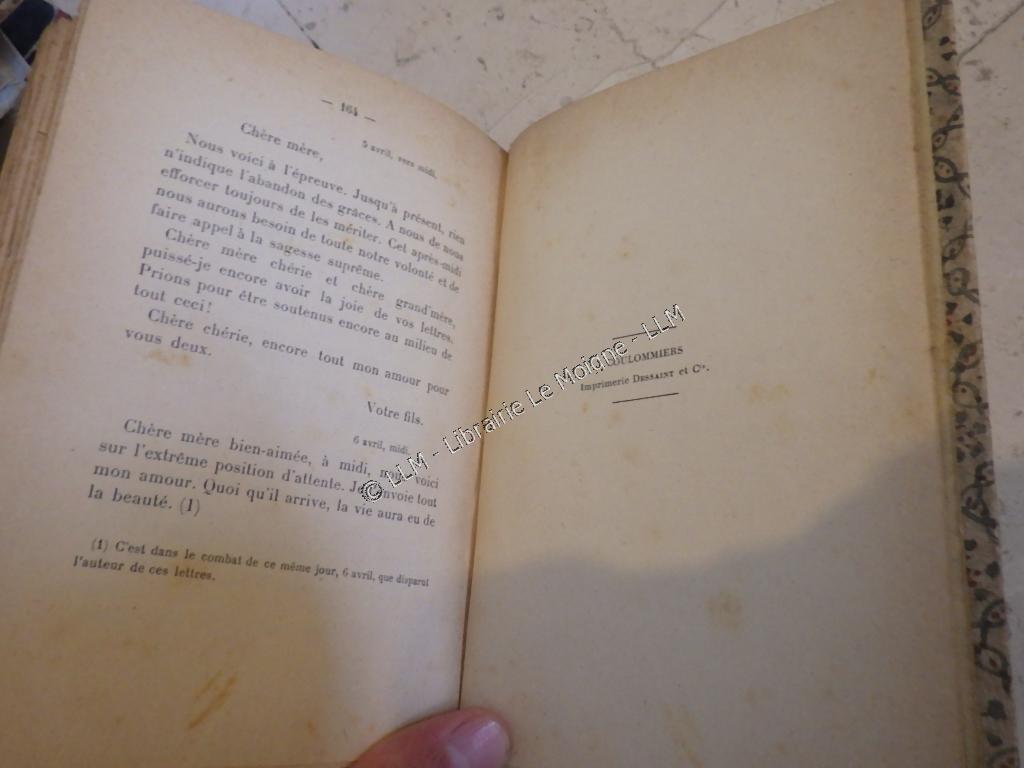 — 164 —
5 avril, vers midi.
Chère mère,
Nous voici à l'épreuve. Jusqu'à présent, rien
n'indique l'abandon des grâces. A nous de nous
efforcer toujours de les mériter. Cet après-midi
nous aurons besoin de toute notre volonté et de
faire appel à la sagesse suprême.
Chère mère chérie et chère grand'mère,
puissé-je encore avoir la joie de vos lettres.
Prions pour être soutenus encore au milieu de
tout ceci!
Chère chérie, encore tout mon amour pour
vous deux.
Votre fils.
6 avril, midi.
Chère mère bien-aimée, à midi, voici
sur l'extrême position d'attente. Je envoie tout
mon amour. Quoi qu'il arrive, la vie aura eu de
la beauté. (1)
(1) C'est dans le combat de ce même jour, 6 avril, que disparut
l'auteur de ces lettres.
Imprimerie DESSAINT et Cie.
© LLM - Librairie Le Moigne - LLM